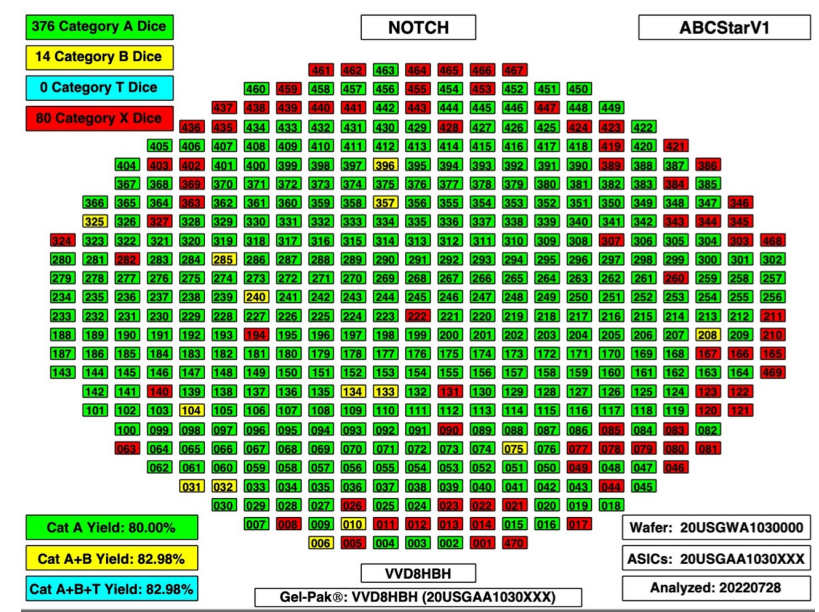 376 Category A Dice
NOTCH
ABCStarV1
14 Category B Dice
0 Category T Dice
80 Category X Dice
461 462 463 464 465 466 467
460 459 458 457 456 455 454 453 452 451 450
437 438 439 440 441 442 443 444 445 446 447 448 449
436 435 434 433 432 431 430 429 428 427 426 425 424 423 422
405 406 407 408 409 410 411 412 413 414 415 416 417 418 419 420 421
404 403 402 401 400 399 398 397 396 395 394 393 392 391 390 389 388 387 386
367 368 369 370 371 372 373 374 375 376 377 378 379 380 381 382 383 384 385
366 365 364 363 362 361 360 359 358 357 356 355 354 353 352 351 350 349 348 347 346
325 326 327 328 329 330 331 332 333 334 335 336 337 338 339 340 341 342 343 344 345
324 323 322 321 320 319 318 317 316 315 314 313 312 311 310 309 308 307 306 305 304 303 468
280 281 282 283 284 285 286 287 288 289 290 291 292 293 294 295 296 297 298 299 300 301 302
279 278 277 276 275 274 273 272 271 270 269 268 267 266 265 264 263 262 261 260 259 258 257
234 235 236 237 238 239 240 241 242 243 244 245 246 247 248 249 250 251 252 253 254 255 256
233 232 231 230 229 228 227 226 225 224 223 222 221 220 219 218 217 216 215 214 213 212 211
188 189 190 191 192 193 194 195 196 197 198 199 200 201 202 203 204 205 206 207 208 209 210
187 186 185 184 183 182 181 180 179 178 177 176 175 174 173 172 171 170 169 168 167 166 165
143 144 145 146 147 148 149 150 151 152 153 154 155 156 157 158 159 160 161 162 163 164 469
142 141 140 139 138 137 136 135 134 133 132 131 130 129 128 127 126 125 124 123 122
101 102 103 104 105 106 107 108 109 110 111 112 113 114 115 116 117 118 119 120 121
100 099 098 097 096 095 094 093 092 091 090 089 088 087 086 085 084 083 082
063 064 065 066 067 068 069 070 071 072 073 074 075 076 077 078 079 080 081
062 061 060 059 058 057 056 055 054 053 052 051 050 049 048 047 046
031 032 033 034 035 036 037 038 039 040 041 042 043 044 045
030 029 028 027 026 025 024 023 022 021 020 019 018
007 008 009 010 011 012 013 014 015 016 017
006 005 004 003 002 001 470
Cat A Yield: 80.00%
Cat A+B Yield: 82.98%
Cat A+B+T Yield: 82.98%
VVD8HBH
Gel-Pak®: VVD8HBH (20USGAA1030XXX)
Wafer: 20USGWA1030000
ASICs: 20USGAA1030XXX
Analyzed: 20220728